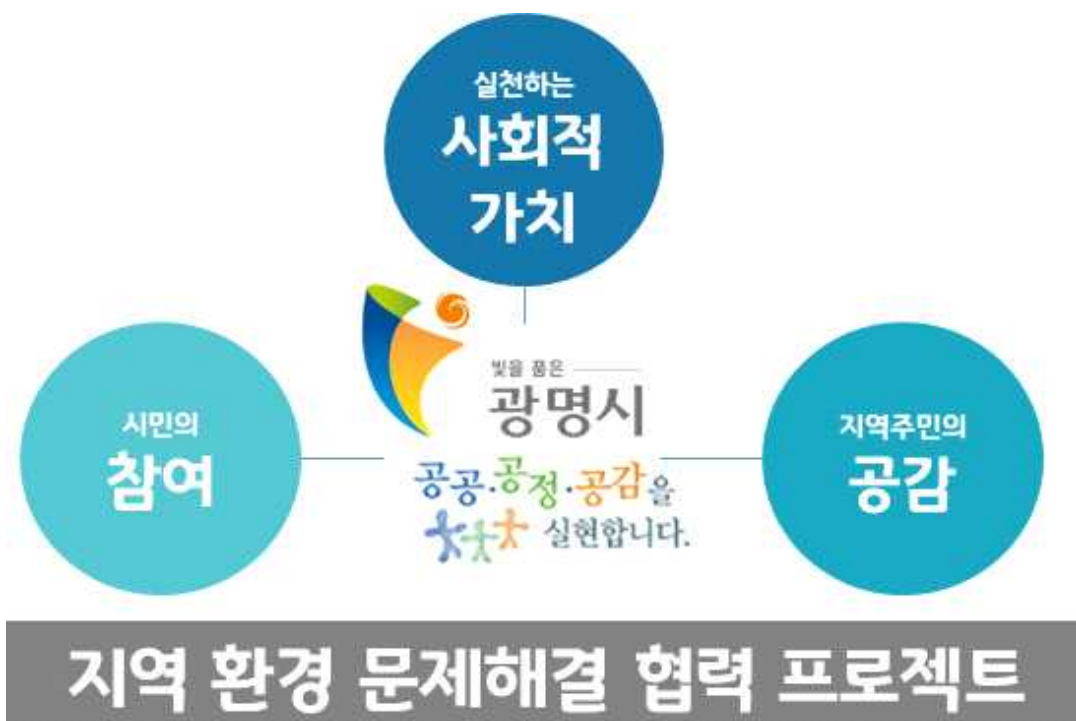 실천하는
사회적
가치
빛을 품은
광명시
시민의
참여
지역주민의
공감
공공·공정·공감을
실현합니다.
지역 환경 문제해결 협력 프로젝트